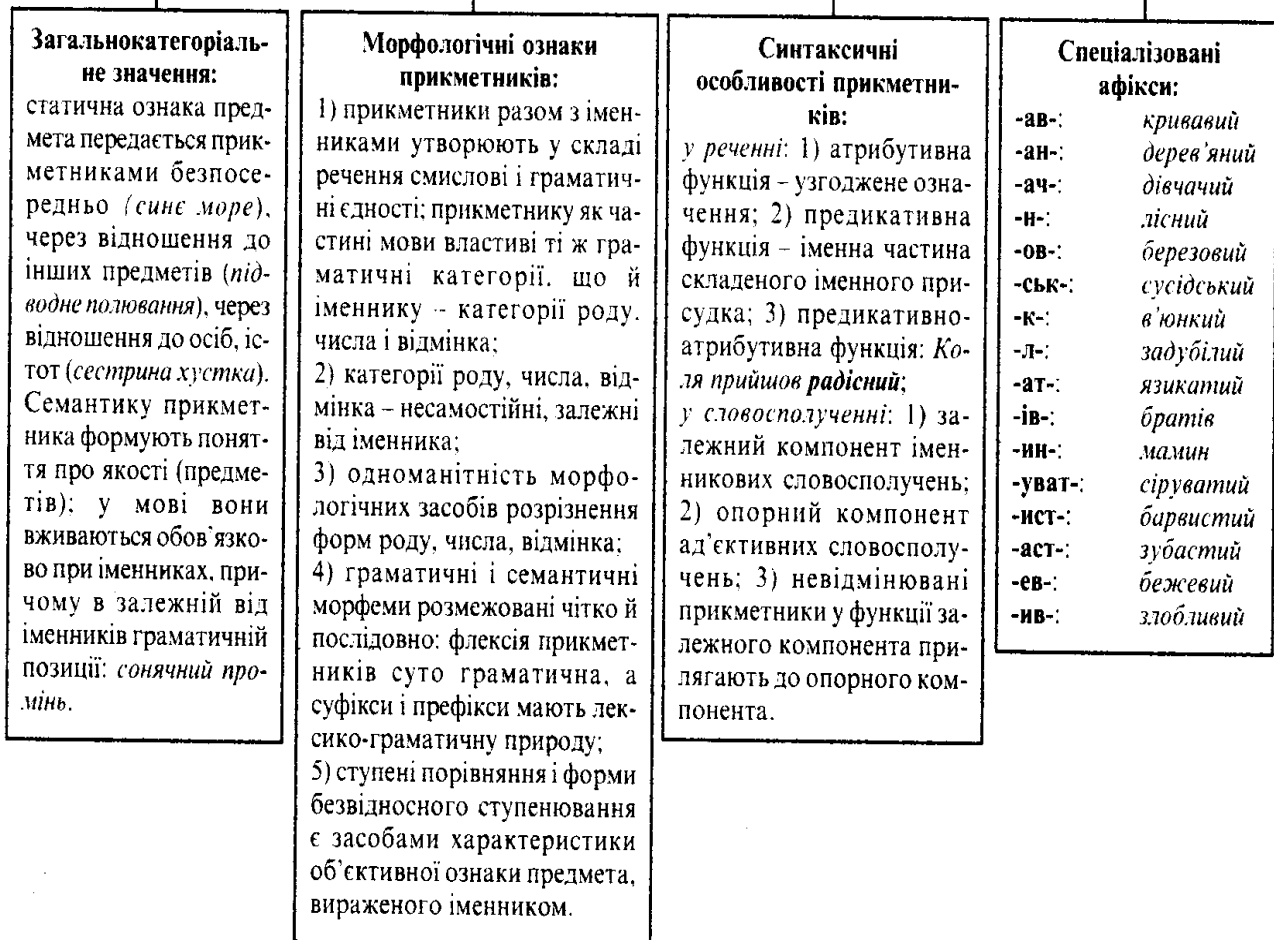 Загальнокатегоріаль-
не значення:
статична ознака пред-
мета передається прик-
метниками безпосе-
редньо (синє море),
через відношення до
інших предметів (під-
водне полювання), через
відношення до осіб, іс-
тот (сестрина хустка).
Семантику прикмет-
ника формують понят-
тя про якості (предме-
тів); у мові вони
вживаються обов'язко-
во при іменниках, при-
чому в залежній від
іменників граматичній
позиції: сонячний про-
мінь.
Морфологічні ознаки
прикметників:
1) прикметники разом з імен-
никами утворюють у складі
речення смислові і граматич-
ні єдності; прикметнику як ча-
стині мови властиві ті ж гра-
матичні категорії, що й
іменнику – категорії роду,
числа і відмінка;
2) категорії роду, числа, від-
мінка – несамостійні, залежні
від іменника;
3) одноманітність морфо-
логічних засобів розрізнення
форм роду, числа, відмінка;
4) граматичні і семантичні
морфеми розмежовані чітко й
послідовно: флексія прикмет-
ників суто граматична, а
суфікси і префікси мають лек-
сико-граматичну природу;
5) ступені порівняння і форми
безвідносного ступенювання
є засобами характеристики
об'єктивної ознаки предмета,
вираженого іменником.
Синтаксичні
особливості прикметни-
ків:
у реченні: 1) атрибутивна
функція – узгоджене озна-
чення; 2) предикативна
функція – іменна частина
складеного іменного при-
судка; 3) предикативно-
атрибутивна функція: Ко-
ля прийшов радісний;
у словосполученні: 1) за-
лежний компонент імен-
никових словосполучень;
2) опорний компонент
ад'єктивних словосполу-
чень; 3) невідмінювані
прикметники у функції за-
лежного компонента при-
лягають до опорного ком-
понента.
Спеціалізовані
афікси:
-ав-: кривавий
-ан-: дерев'яний
-ач-: дівчачий
-н-: лісний
-ов-: березовий
-ськ-: сусідський
-к-: в'юнкий
-л-: задубілий
-ат-: язикатий
-ів-: братів
-ин-: мамин
-уват-: сіруватий
-ист-: барвистий
-аст-: зубастий
-ев-: бежевий
-ив-: злобливий